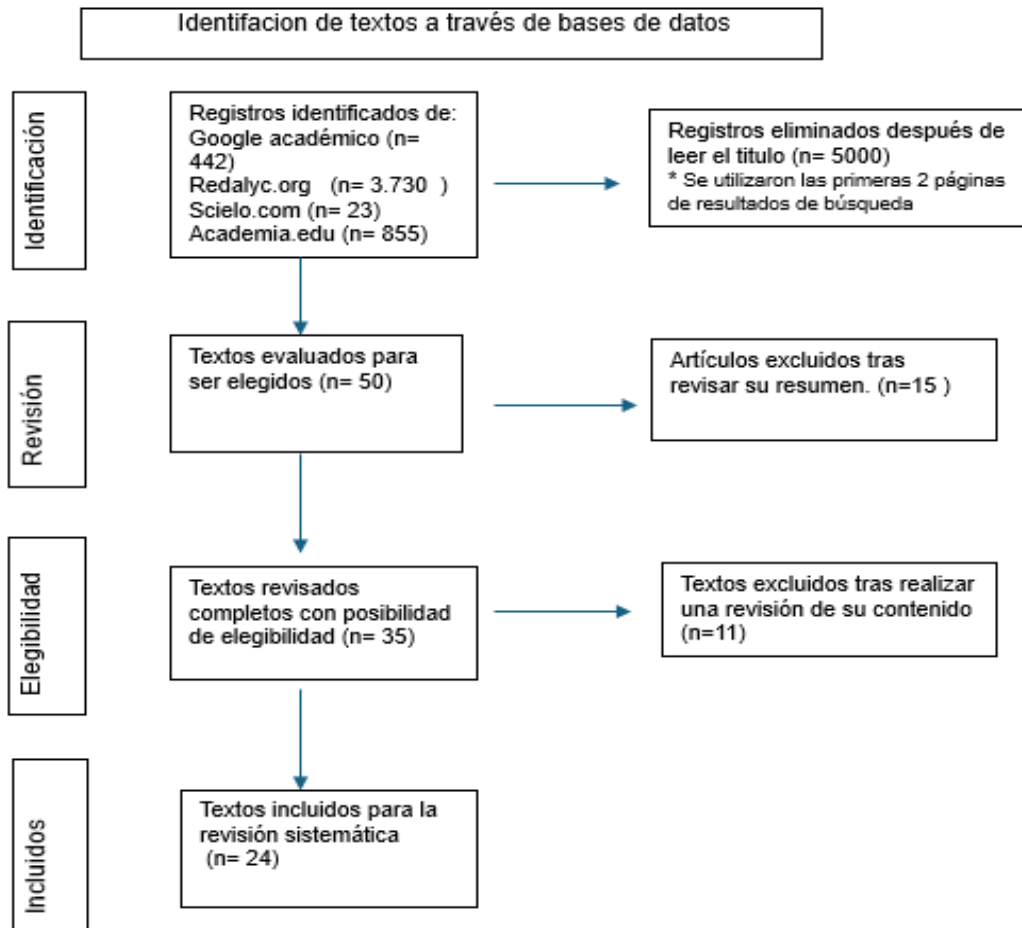 Identifacion de textos a través de bases de datos
Identificación
Registros identificados de:
Google académico (n=
442)
Redalyc.org (n= 3.730 )
Scielo.com (n= 23)
Academia.edu (n= 855)
Registros eliminados después de
leer el titulo (n= 5000)
* Se utilizaron las primeras 2 páginas
de resultados de búsqueda
Revisión
Textos evaluados para
ser elegidos (n= 50)
Artículos excluidos tras
revisar su resumen. (n=15 )
Elegibilidad
Textos revisados
completos con posibilidad
de elegibilidad (n= 35)
Textos excluidos tras realizar
una revisión de su contenido
(n=11)
Incluidos
Textos incluidos para la
revisión sistemática
(n= 24)